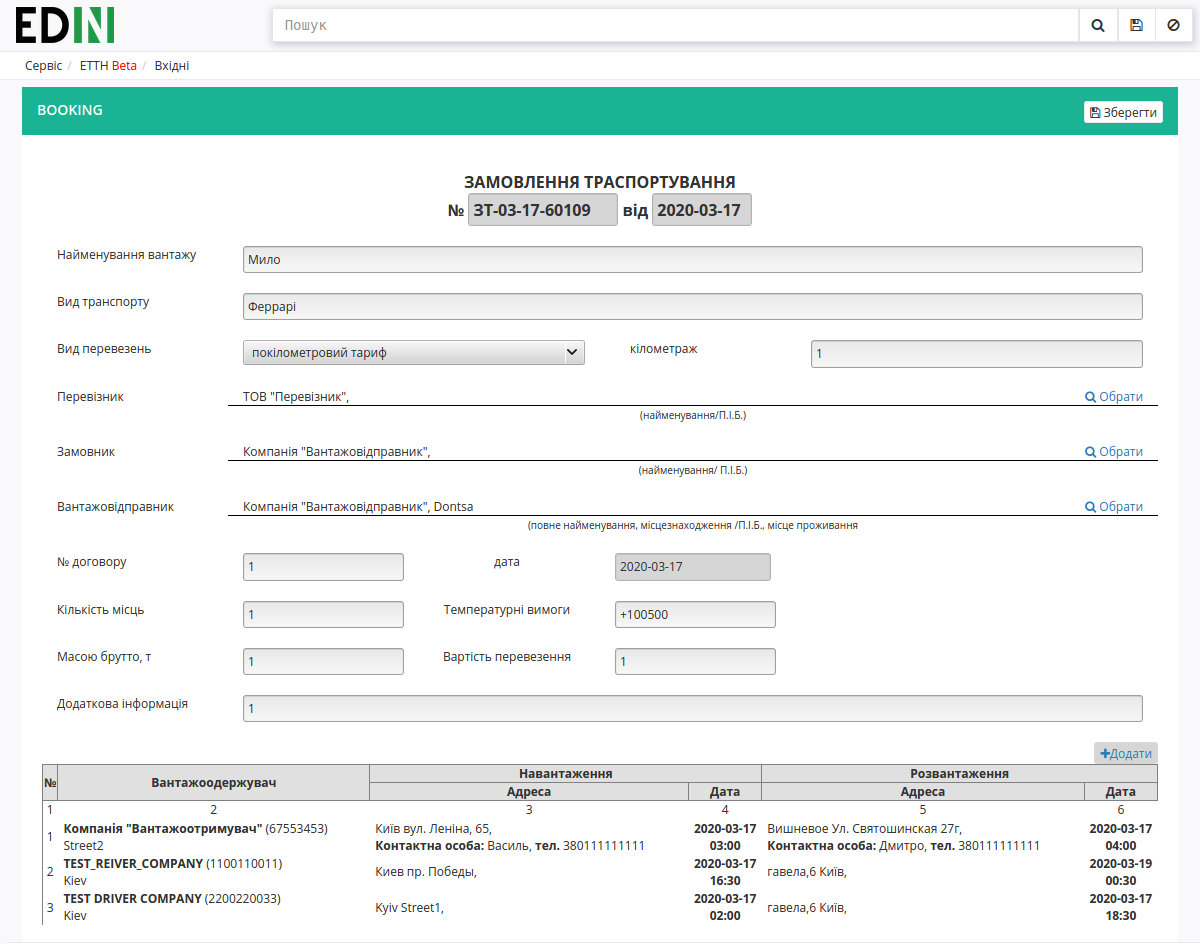 EDIN
Пошук
Сервіс / ЕТТН Beta / Вхідні
BOOKING
Зберегти
ЗАМОВЛЕННЯ ТРАСПОРТУВАННЯ
№ ЗТ-03-17-60109 від 2020-03-17
Найменування вантажу Мило
Вид транспорту Феррарі
Вид перевезень покілометровий тариф кілометраж 1
Перевізник ТОВ "Перевізник", Обрати
(найменування/П.І.Б.)
Замовник Компанія "Вантажовідправник", Обрати
(найменування/ П.І.Б.)
Вантажовідправник Компанія "Вантажовідправник", Dontsa Обрати
(повне найменування, місцезнаходження /П.І.Б., місце проживання
№ договору 1 дата 2020-03-17
Кількість місць 1 Температурні вимоги +100500
Масою брутто, т 1 Вартість перевезення 1
Додаткова інформація 1
+Додати
№ Вантажоодержувач Навантаження Розвантаження
Адреса Дата Адреса Дата
1 2 3 4 5 6
1 Компанія "Вантажоотримувач" (67553453) Київ вул. Леніна, 65, 2020-03-17 Вишневое Ул. Святошинская 27г, 2020-03-17
Street2 Контактна особа: Василь, тел. 380111111111 03:00 Контактна особа: Дмитро, тел. 380111111111 04:00
2 TEST_REIVER_COMPANY (1100110011) Киев пр. Победы, 2020-03-17 гавела,6 Київ, 2020-03-19
Kiev 16:30 00:30
3 TEST DRIVER COMPANY (2200220033) Kyiv Street1, 2020-03-17 гавела,6 Київ, 2020-03-17
Kiev 02:00 18:30